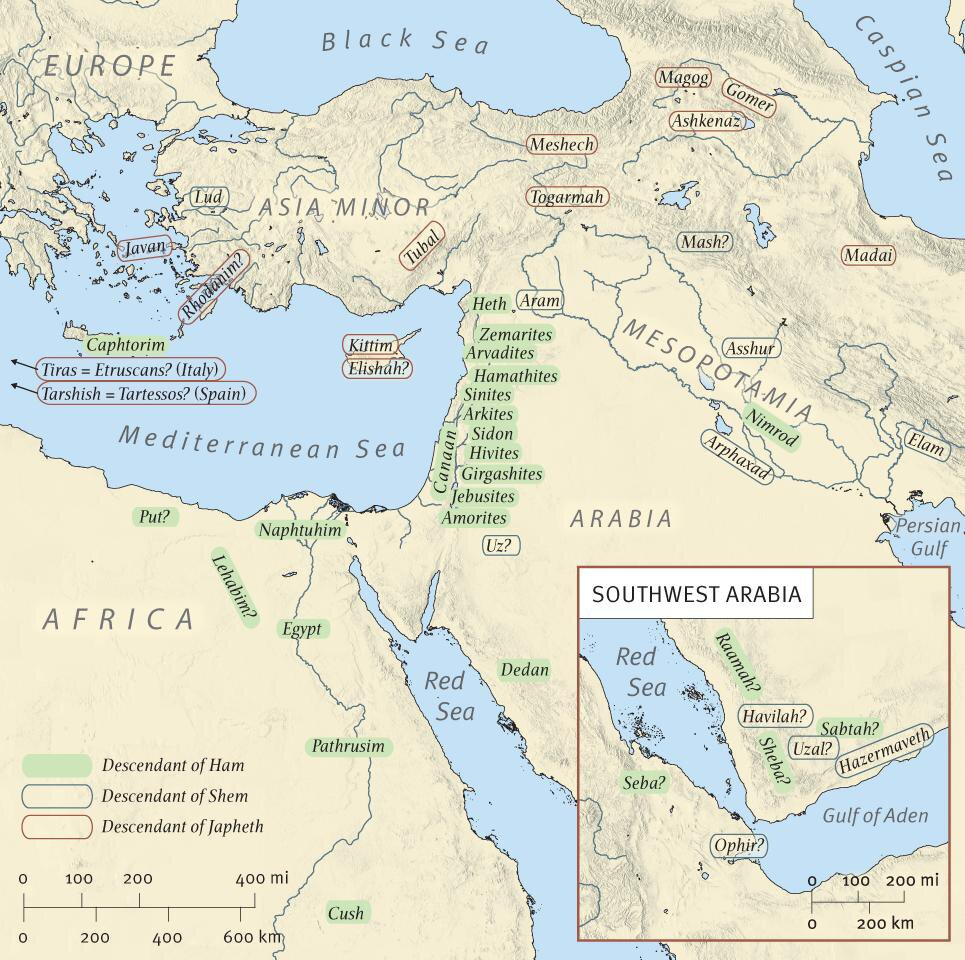 Black Sea
EUROPE
Caspian Sea
Magog
Gomer
Ashkenaz
Meshech
Togarmah
Lud
ASIA MINOR
Javan
Rhodanim?
Tubal
Mash?
Madai
Heth
Aram
Caphtorim
Kittim
Elishah?
Tiras = Etruscans? (Italy)
Tarshish = Tartessos? (Spain)
Zemarites
Arvadites
Hamathites
Sinites
Arkites
Sidon
Hivites
Girgashites
Jebusites
Amorites
Canaan
MESOPOTAMIA
Asshur
Nimrod
Arphaxad
Elam
Mediterranean Sea
Put?
Naphtuhim
Lehabim?
Uz?
ARABIA
Persian
Gulf
AFRICA
Egypt
Red
Sea
Dedan
Pathrusim
Cush
SOUTHWEST ARABIA
Red
Sea
Raamah?
Havilah?
Sabtah?
Sheba?
Uzal?
Hazermaveth
Seba?
Ophir?
Gulf of Aden
0 100 200 mi
0 200 km
Descendant of Ham
Descendant of Shem
Descendant of Japheth
0 100 200 400 mi
0 200 400 600 km